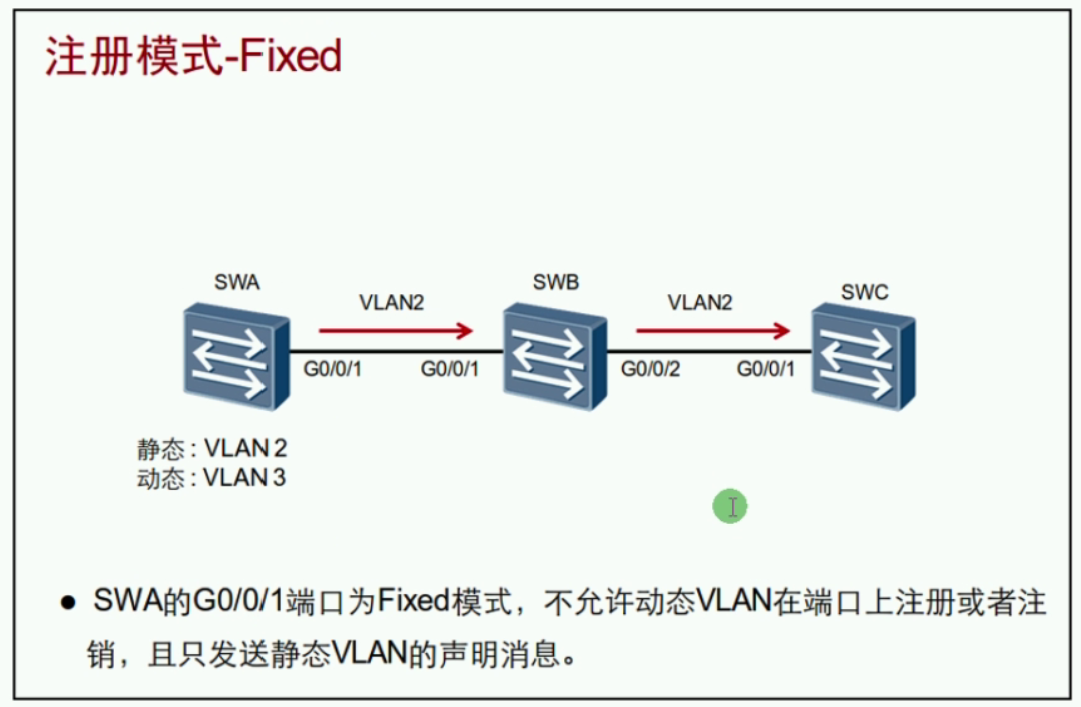 注册模式-Fixed
SWA
SWB
SWC
VLAN2
VLAN2
G0/0/1
G0/0/1
G0/0/2
G0/0/1
静态：VLAN 2
动态：VLAN 3
● SWA的G0/0/1端口为Fixed模式，不允许动态VLAN在端口上注册或者注
销，且只发送静态VLAN的声明消息。